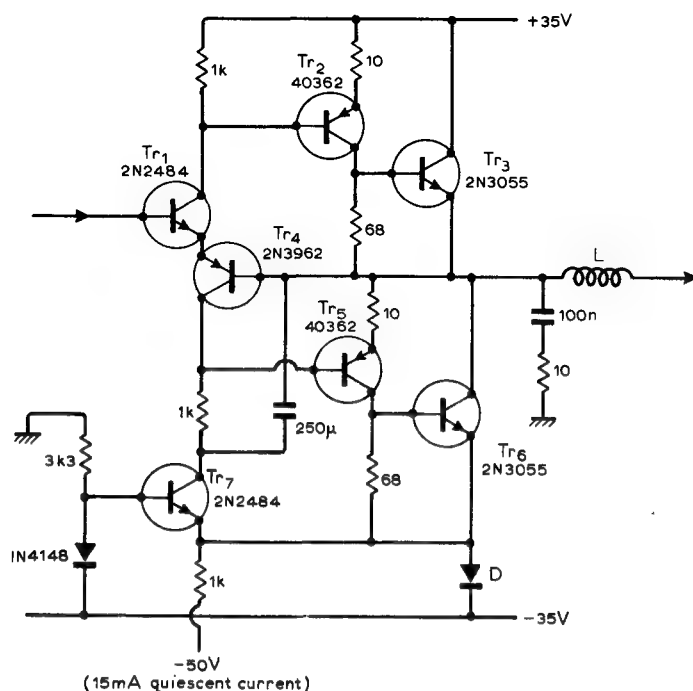 +35V
1k
Tr2
40362
10
Tr1
2N2484
Tr3
2N3055
68
Tr4
2N3962
L
Tr5
40362
10
100n
10
1k
250μ
3k3
Tr7
2N2484
68
Tr6
2N3055
IN4148
1k
D
-35V
-50V
(15mA quiescent current)